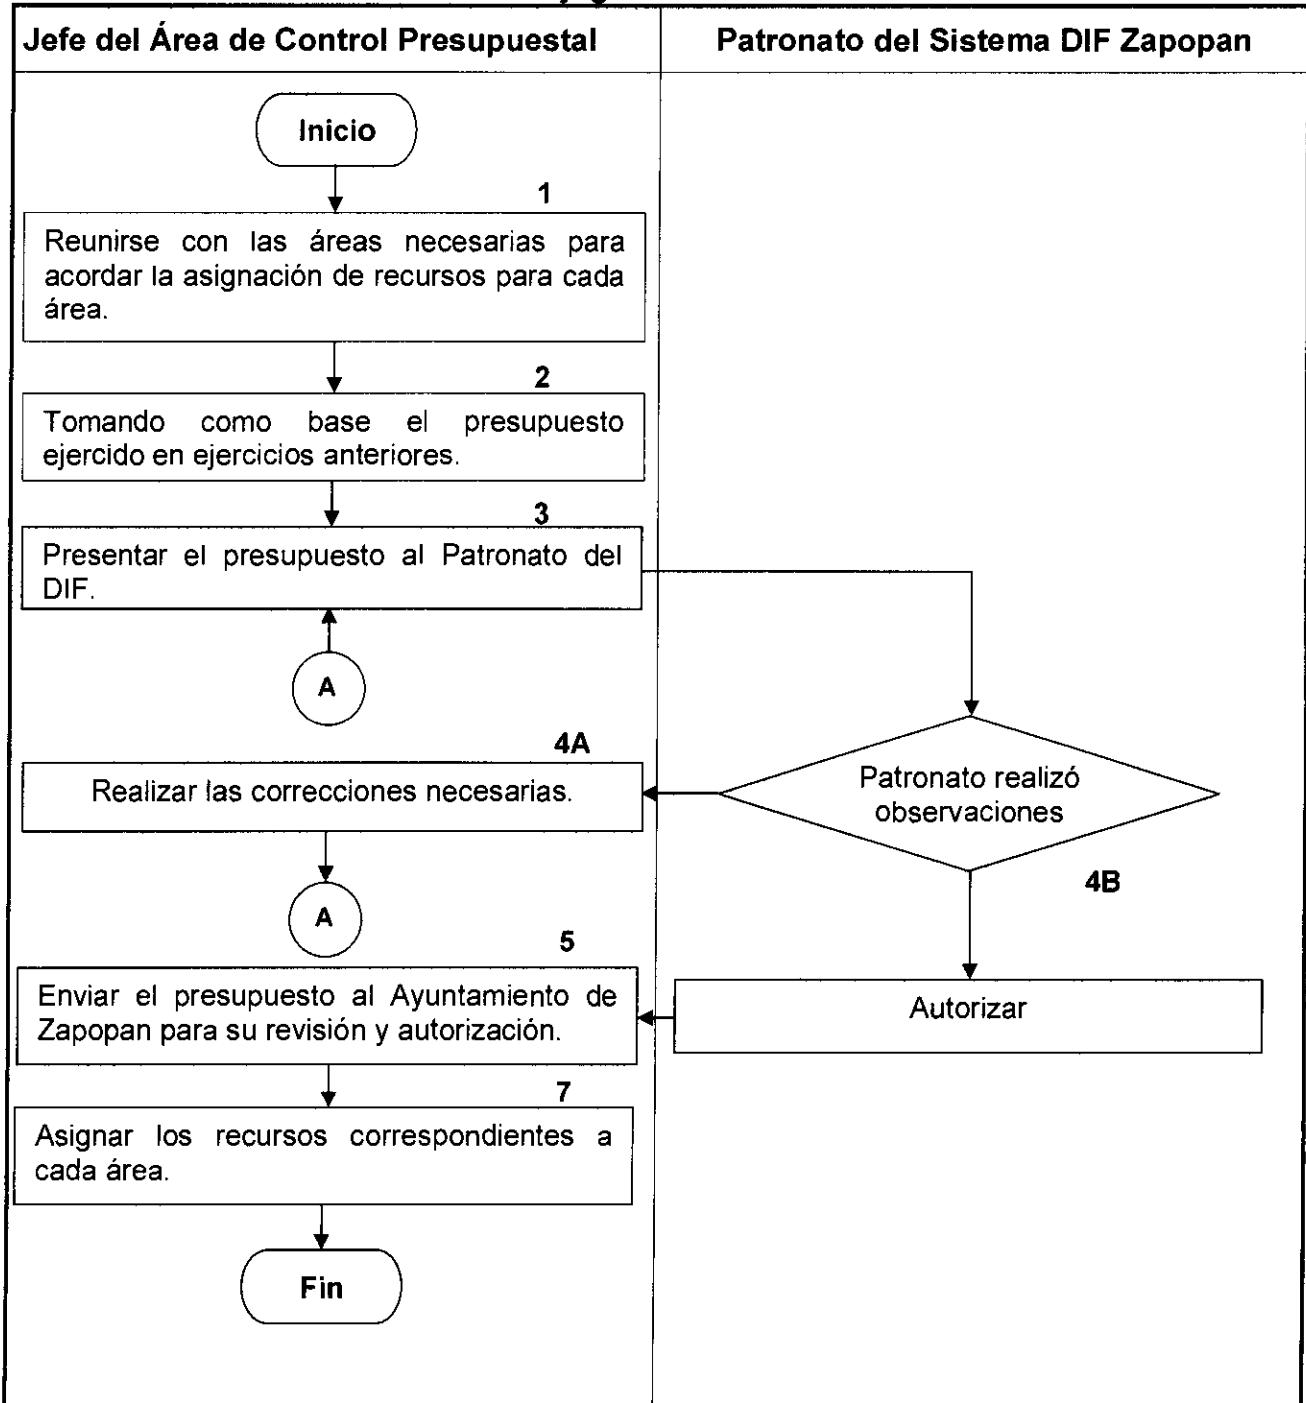 Jefe del Área de Control Presupuestal
Patronato del Sistema DIF Zapopan
Inicio
1
Reunirse con las áreas necesarias para
acordar la asignación de recursos para cada
área.
2
Tomando como base el presupuesto
ejercido en ejercicios anteriores.
3
Presentar el presupuesto al Patronato del
DIF.
A
4A
Realizar las correcciones necesarias.
Patronato realizó
observaciones
4B
A
5
Enviar el presupuesto al Ayuntamiento de
Zapopan para su revisión y autorización.
Autorizar
7
Asignar los recursos correspondientes a
cada área.
Fin